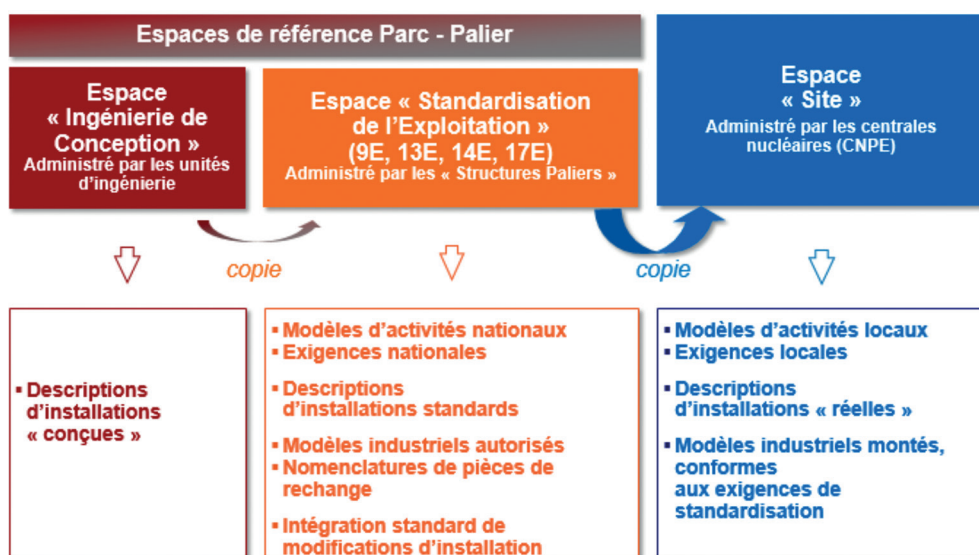 Espaces de référence Parc - Palier
Espace
« Ingénierie de
Conception »
Administré par les unités
d’ingénierie
Espace « Standardisation
de l’Exploitation »
(9E, 13E, 14E, 17E)
Administré par les « Structures Paliers »
Espace
« Site »
Administré par les centrales
nucléaires (CNPE)
copie
copie
▪ Descriptions
d’installations
« conçues »
▪ Modèles d’activités nationaux
▪ Exigences nationales
▪ Descriptions
d’installations standards
▪ Modèles industriels autorisés
▪ Nomenclatures de pièces de
rechange
▪ Intégration standard de
modifications d’installation
▪ Modèles d’activités locaux
▪ Exigences locales
▪ Descriptions
d’installations « réelles »
▪ Modèles industriels montés,
conformes
aux exigences de
standardisation